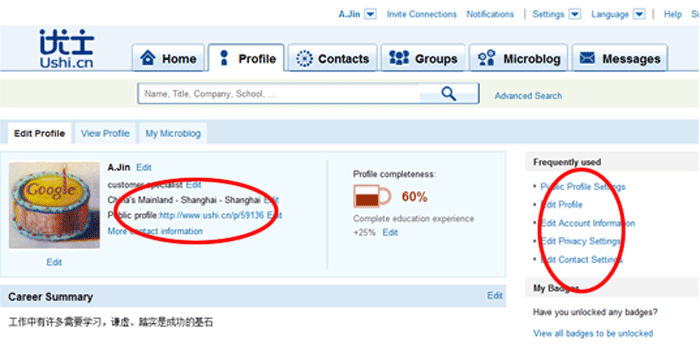 A.Jin Invite Connections Notifications Settings Language Help
优士
Ushi.cn
Home Profile Contacts Groups Microblog Messages
Name, Title, Company, School, ... Advanced Search
Edit Profile View Profile My Microblog
A.Jin Edit
customer specialist Edit
China's Mainland - Shanghai - Shanghai Edit
Public profile:http://www.ushi.cn/p/59136 Edit
More contact information
Google
Edit
Profile completeness:
60%
Complete education experience
+25% Edit
Frequently used
Public Profile Settings
Edit Profile
Edit Account Information
Edit Privacy Settings
Edit Contact Settings
My Badges
Have you unlocked any badges?
View all badges to be unlocked
Career Summary Edit
工作中有许多需要学习，谦虚、踏实是成功的基石